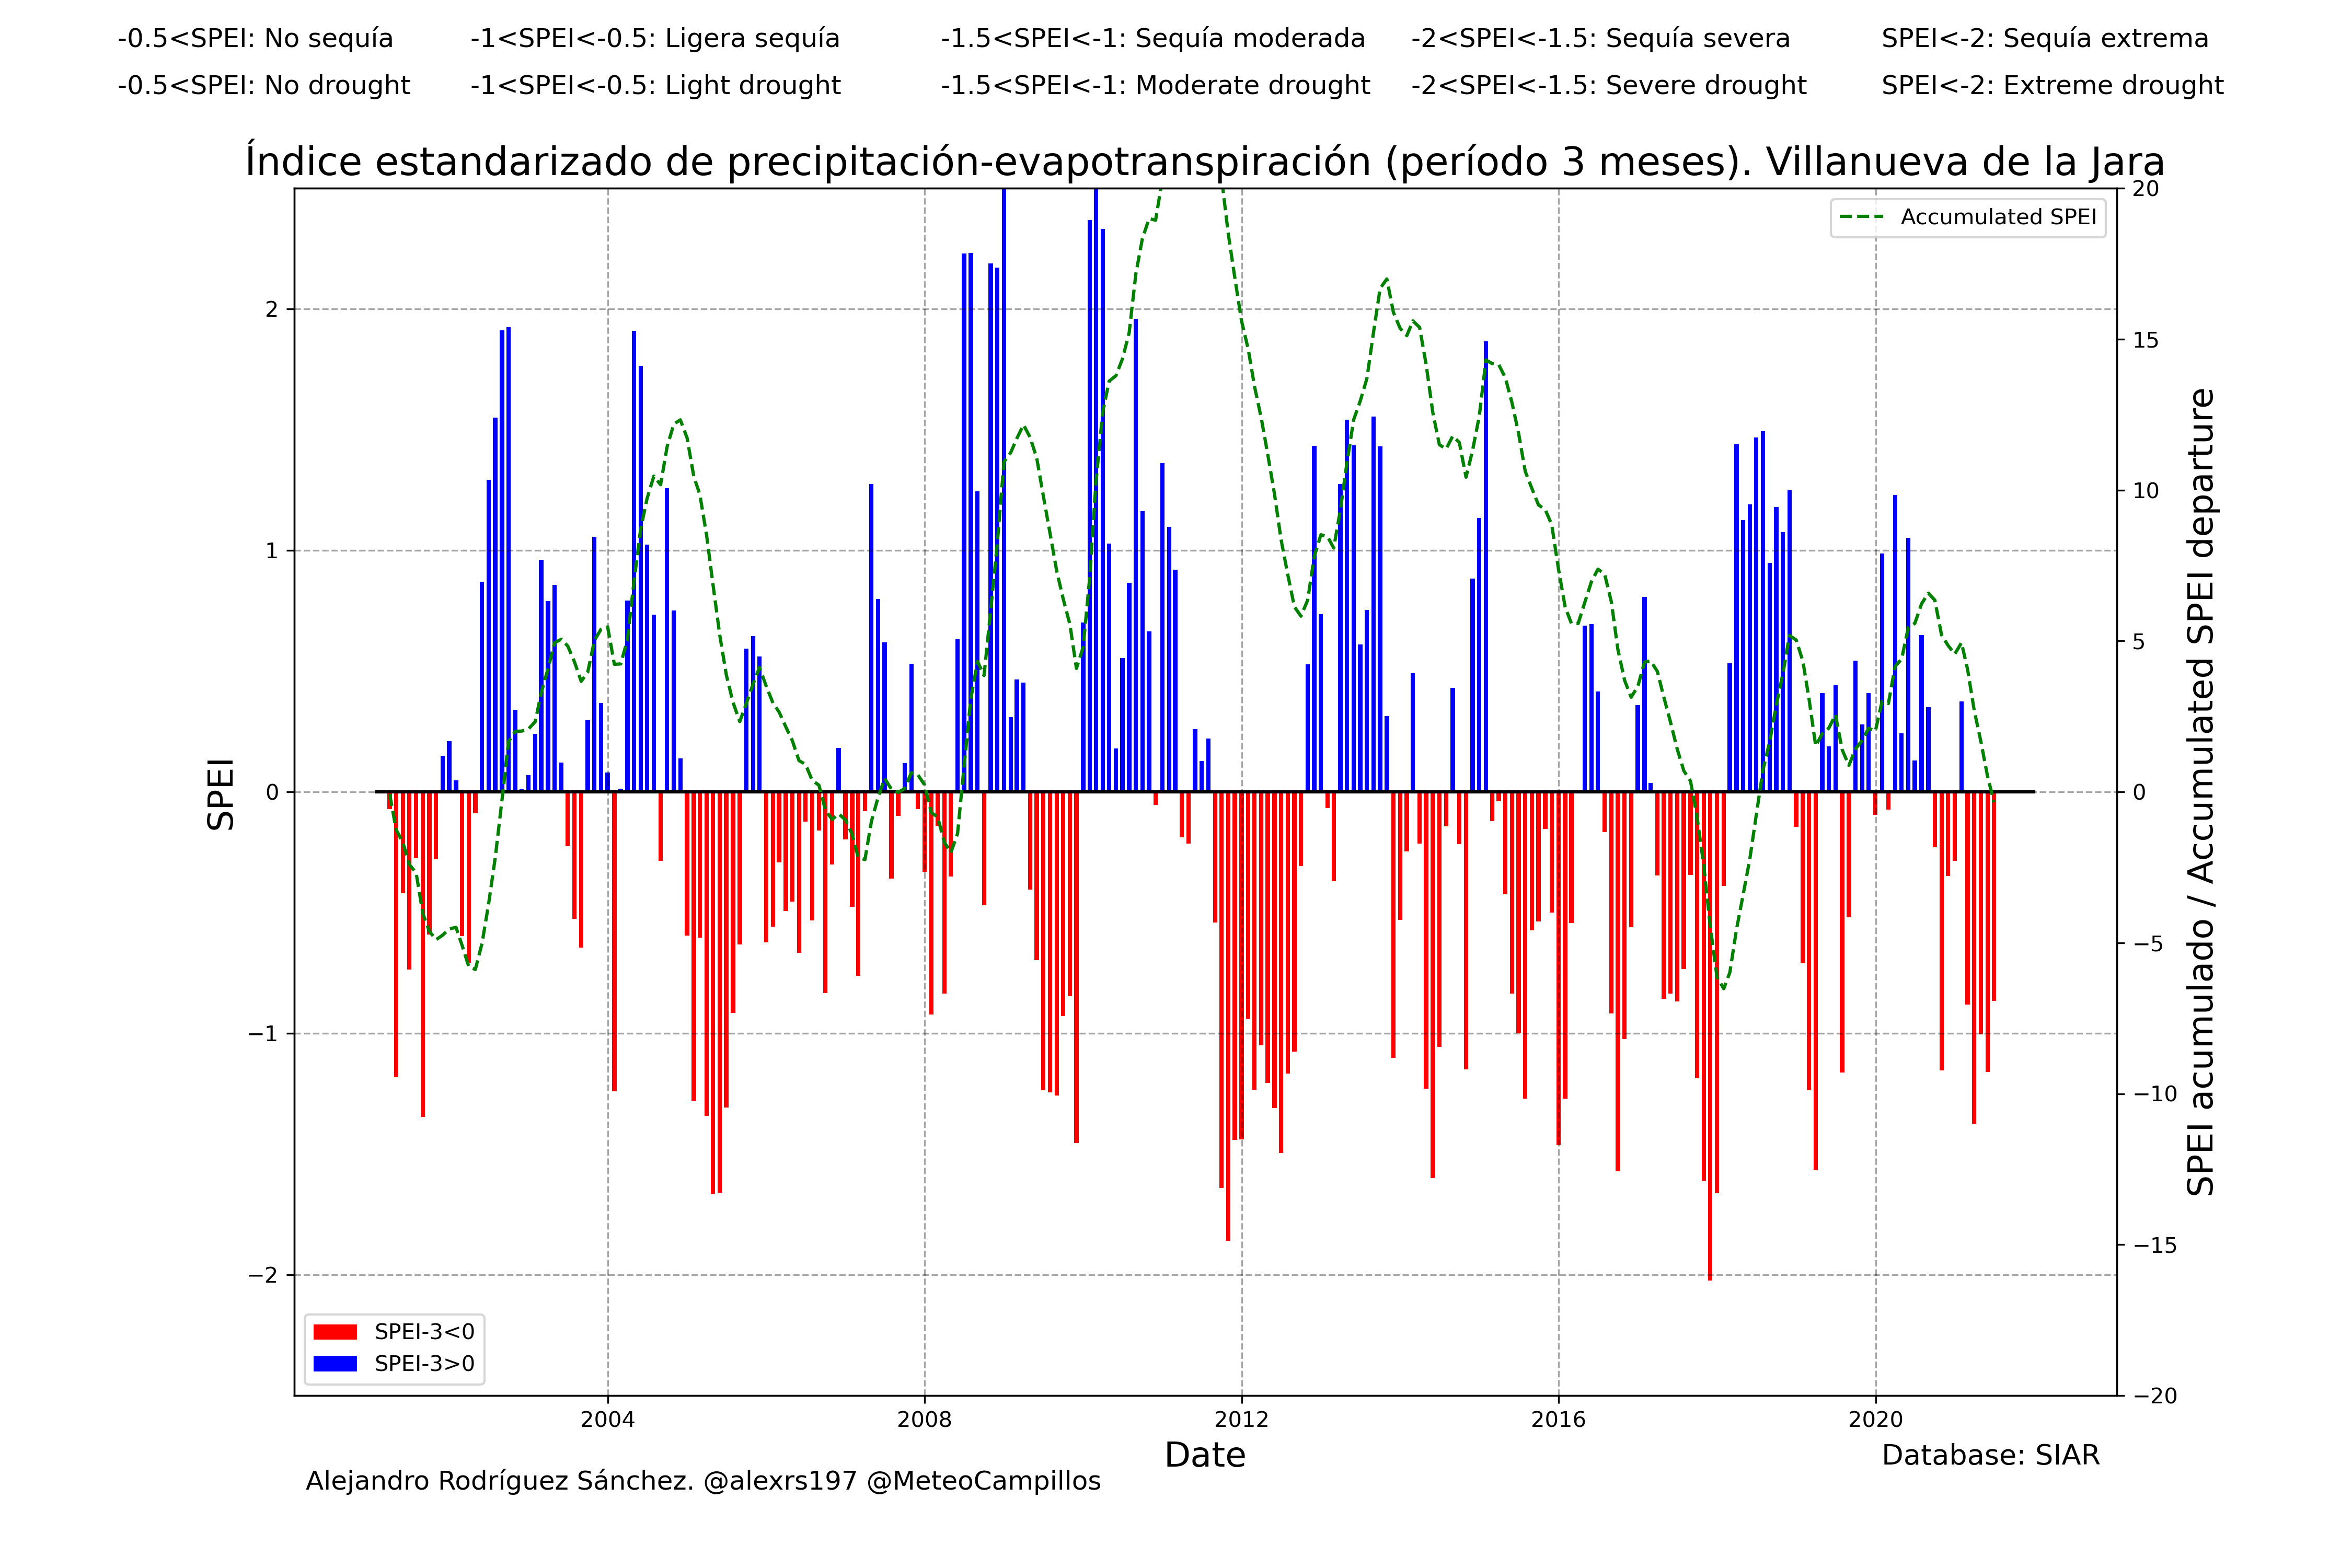 -0.5<SPEI: No sequía -1<SPEI<-0.5: Ligera sequía -1.5<SPEI<-1: Sequía moderada -2<SPEI<-1.5: Sequía severa SPEI<-2: Sequía extrema
-0.5<SPEI: No drought -1<SPEI<-0.5: Light drought -1.5<SPEI<-1: Moderate drought -2<SPEI<-1.5: Severe drought SPEI<-2: Extreme drought
Índice estandarizado de precipitación-evapotranspiración (período 3 meses). Villanueva de la Jara
Accumulated SPEI
SPEI
2
1
0
−1
−2
20
15
10
5
0
−5
−10
−15
−20
SPEI acumulado / Accumulated SPEI departure
SPEI-3<0
SPEI-3>0
2004 2008 2012 2016 2020
Date
Database: SIAR
Alejandro Rodríguez Sánchez. @alexrs197 @MeteoCampillos